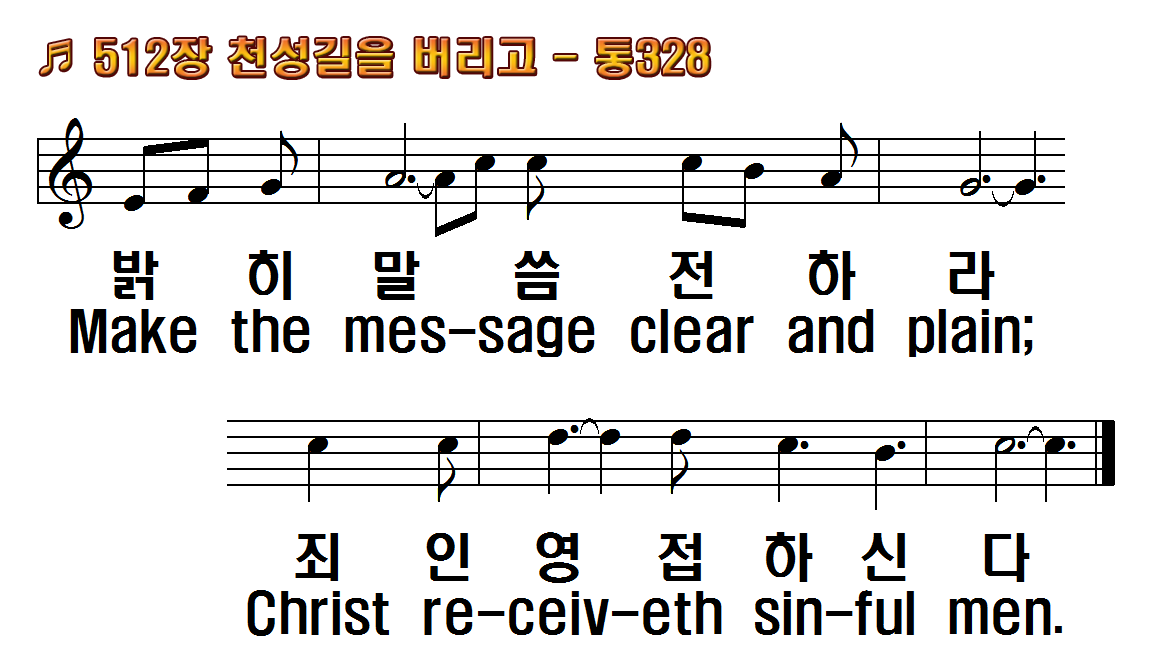 ♬ 512장 천성길을 버리고 - 통328
밝 히 말 씀 전 하 라
Make the mes-sage clear and plain;
죄 인 영 접 하 신 다
Christ re-ceiv-eth sin-ful men.